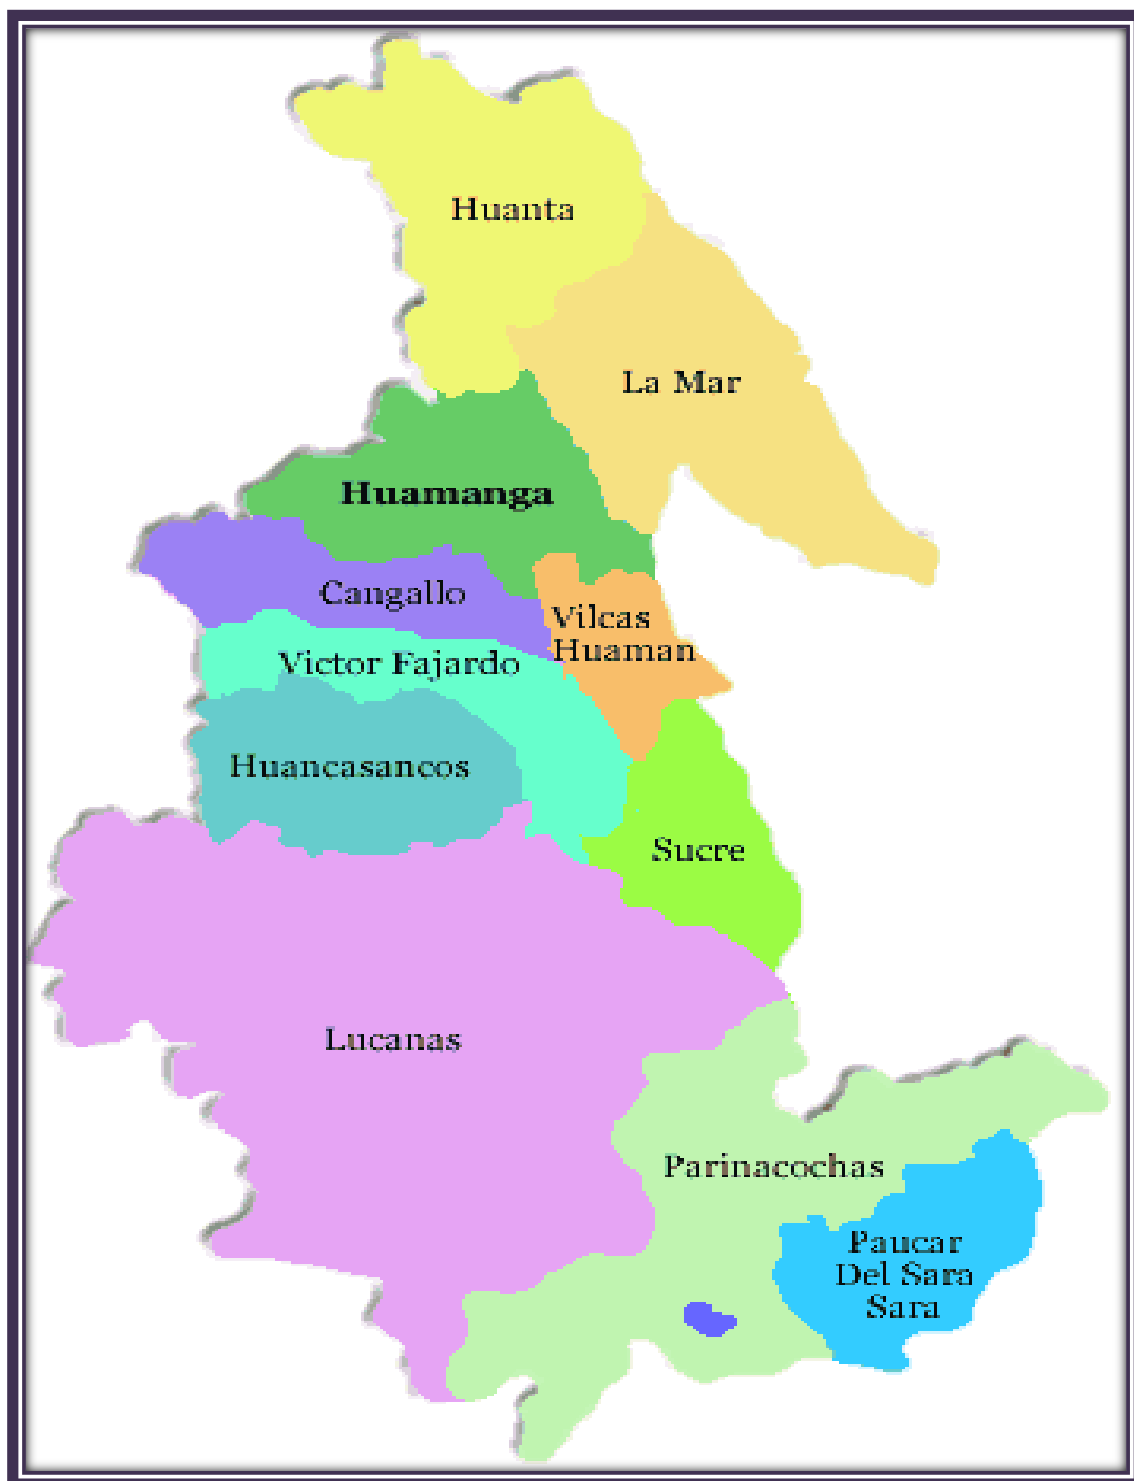 Huanta
La Mar
Huamanga
Cangallo
Vilcas
Huaman
Victor Fajardo
Huancasancos
Sucre
Lucanas
Parinacochas
Paucar
Del Sara
Sara